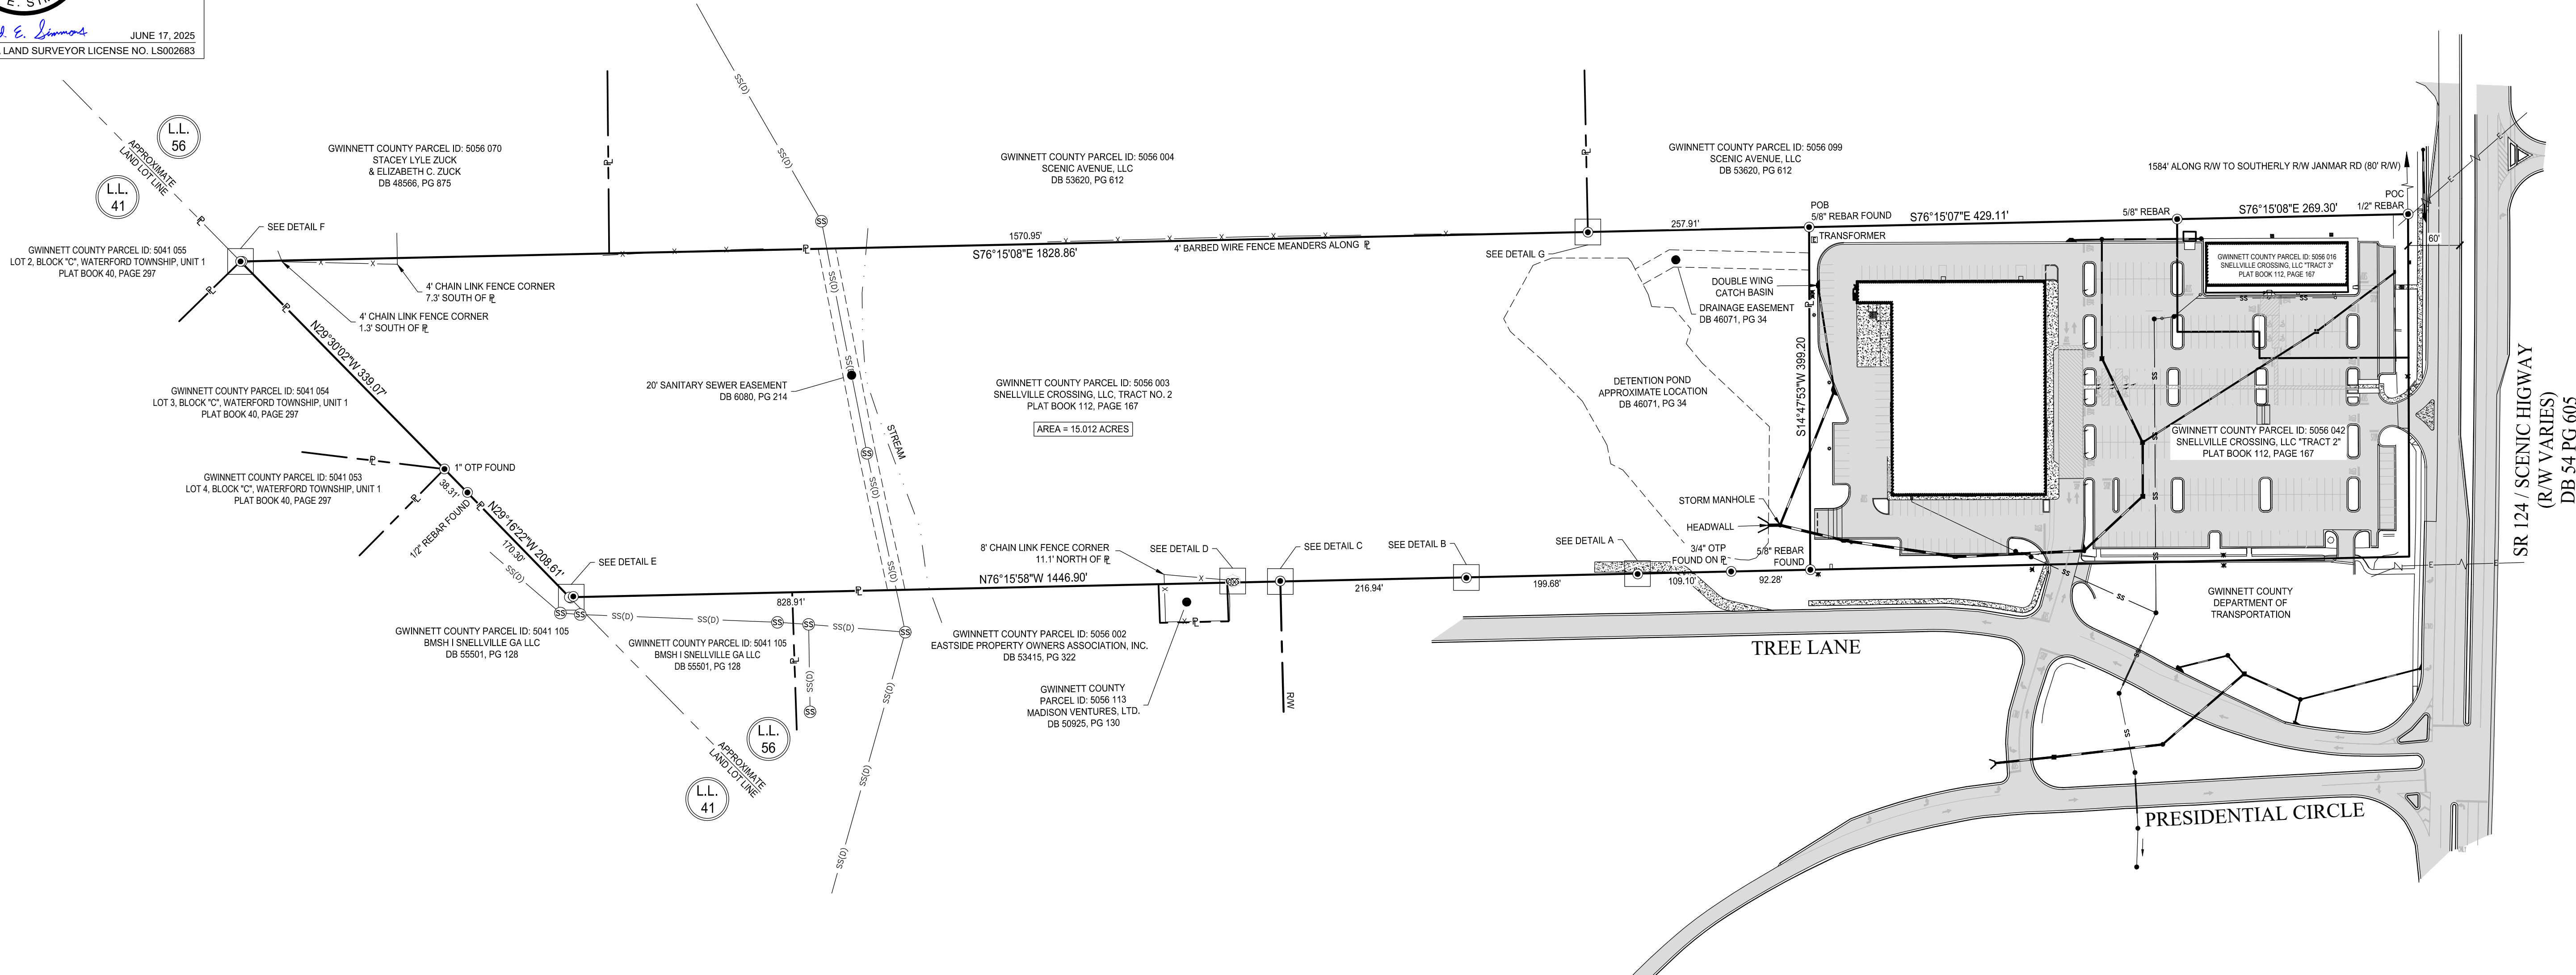 J. E. Simmons
JUNE 17, 2025
LAND SURVEYOR LICENSE NO. LS002683
L.L.
56
APPROXIMATE
LAND LOT LINE
L.L.
41
GWINNETT COUNTY PARCEL ID: 5056 070
STACEY LYLE ZUCK
& ELIZABETH C. ZUCK
DB 48566, PG 875
GWINNETT COUNTY PARCEL ID: 5056 004
SCENIC AVENUE, LLC
DB 53620, PG 612
GWINNETT COUNTY PARCEL ID: 5056 099
SCENIC AVENUE, LLC
DB 53620, PG 612
1584' ALONG R/W TO SOUTHERLY R/W JANMAR RD (80' R/W)
POC
1/2" REBAR
S76°15'08"E 269.30'
5/8" REBAR
S76°15'07"E 429.11'
POB
5/8" REBAR FOUND
60'
257.91'
TRANSFORMER
SEE DETAIL F
SEE DETAIL G
1570.95'
S76°15'08"E 1828.86'
4' BARBED WIRE FENCE MEANDERS ALONG PL
GWINNETT COUNTY PARCEL ID: 5041 055
LOT 2, BLOCK "C", WATERFORD TOWNSHIP, UNIT 1
PLAT BOOK 40, PAGE 297
4' CHAIN LINK FENCE CORNER
7.3' SOUTH OF PL
4' CHAIN LINK FENCE CORNER
1.3' SOUTH OF PL
DOUBLE WING
CATCH BASIN
DRAINAGE EASEMENT
DB 46071, PG 34
GWINNETT COUNTY PARCEL ID: 5056 016
SNELLVILLE CROSSING, LLC "TRACT 3"
PLAT BOOK 112, PAGE 167
N29°30'02"W 339.07'
S14°47'53"W 399.20
GWINNETT COUNTY PARCEL ID: 5041 054
LOT 3, BLOCK "C", WATERFORD TOWNSHIP, UNIT 1
PLAT BOOK 40, PAGE 297
20' SANITARY SEWER EASEMENT
DB 6080, PG 214
GWINNETT COUNTY PARCEL ID: 5056 003
SNELLVILLE CROSSING, LLC, TRACT NO. 2
PLAT BOOK 112, PAGE 167
AREA = 15.012 ACRES
DETENTION POND
APPROXIMATE LOCATION
DB 46071, PG 34
STREAM
GWINNETT COUNTY PARCEL ID: 5056 042
SNELLVILLE CROSSING, LLC "TRACT 2"
PLAT BOOK 112, PAGE 167
SR 124 / SCENIC HIGWAY
(R/W VARIES)
DB 54 PG 605
1" OTP FOUND
38.31'
1/2" REBAR FOUND
GWINNETT COUNTY PARCEL ID: 5041 053
LOT 4, BLOCK "C", WATERFORD TOWNSHIP, UNIT 1
PLAT BOOK 40, PAGE 297
N29°16'22"W 208.61'
170.30'
STORM MANHOLE
HEADWALL
SEE DETAIL E
8' CHAIN LINK FENCE CORNER
11.1' NORTH OF PL
SEE DETAIL D
SEE DETAIL C
SEE DETAIL B
SEE DETAIL A
3/4" OTP
FOUND ON PL
5/8" REBAR
FOUND
N76°15'58"W 1446.90'
828.91'
216.94'
199.68'
109.10'
92.28'
GWINNETT COUNTY
DEPARTMENT OF
TRANSPORTATION
GWINNETT COUNTY PARCEL ID: 5041 105
BMSH I SNELLVILLE GA LLC
DB 55501, PG 128
GWINNETT COUNTY PARCEL ID: 5041 105
BMSH I SNELLVILLE GA LLC
DB 55501, PG 128
GWINNETT COUNTY PARCEL ID: 5056 002
EASTSIDE PROPERTY OWNERS ASSOCIATION, INC.
DB 53415, PG 322
TREE LANE
GWINNETT COUNTY
PARCEL ID: 5056 113
MADISON VENTURES, LTD.
DB 50925, PG 130
R/W
L.L.
56
APPROXIMATE
LAND LOT LINE
L.L.
41
PRESIDENTIAL CIRCLE